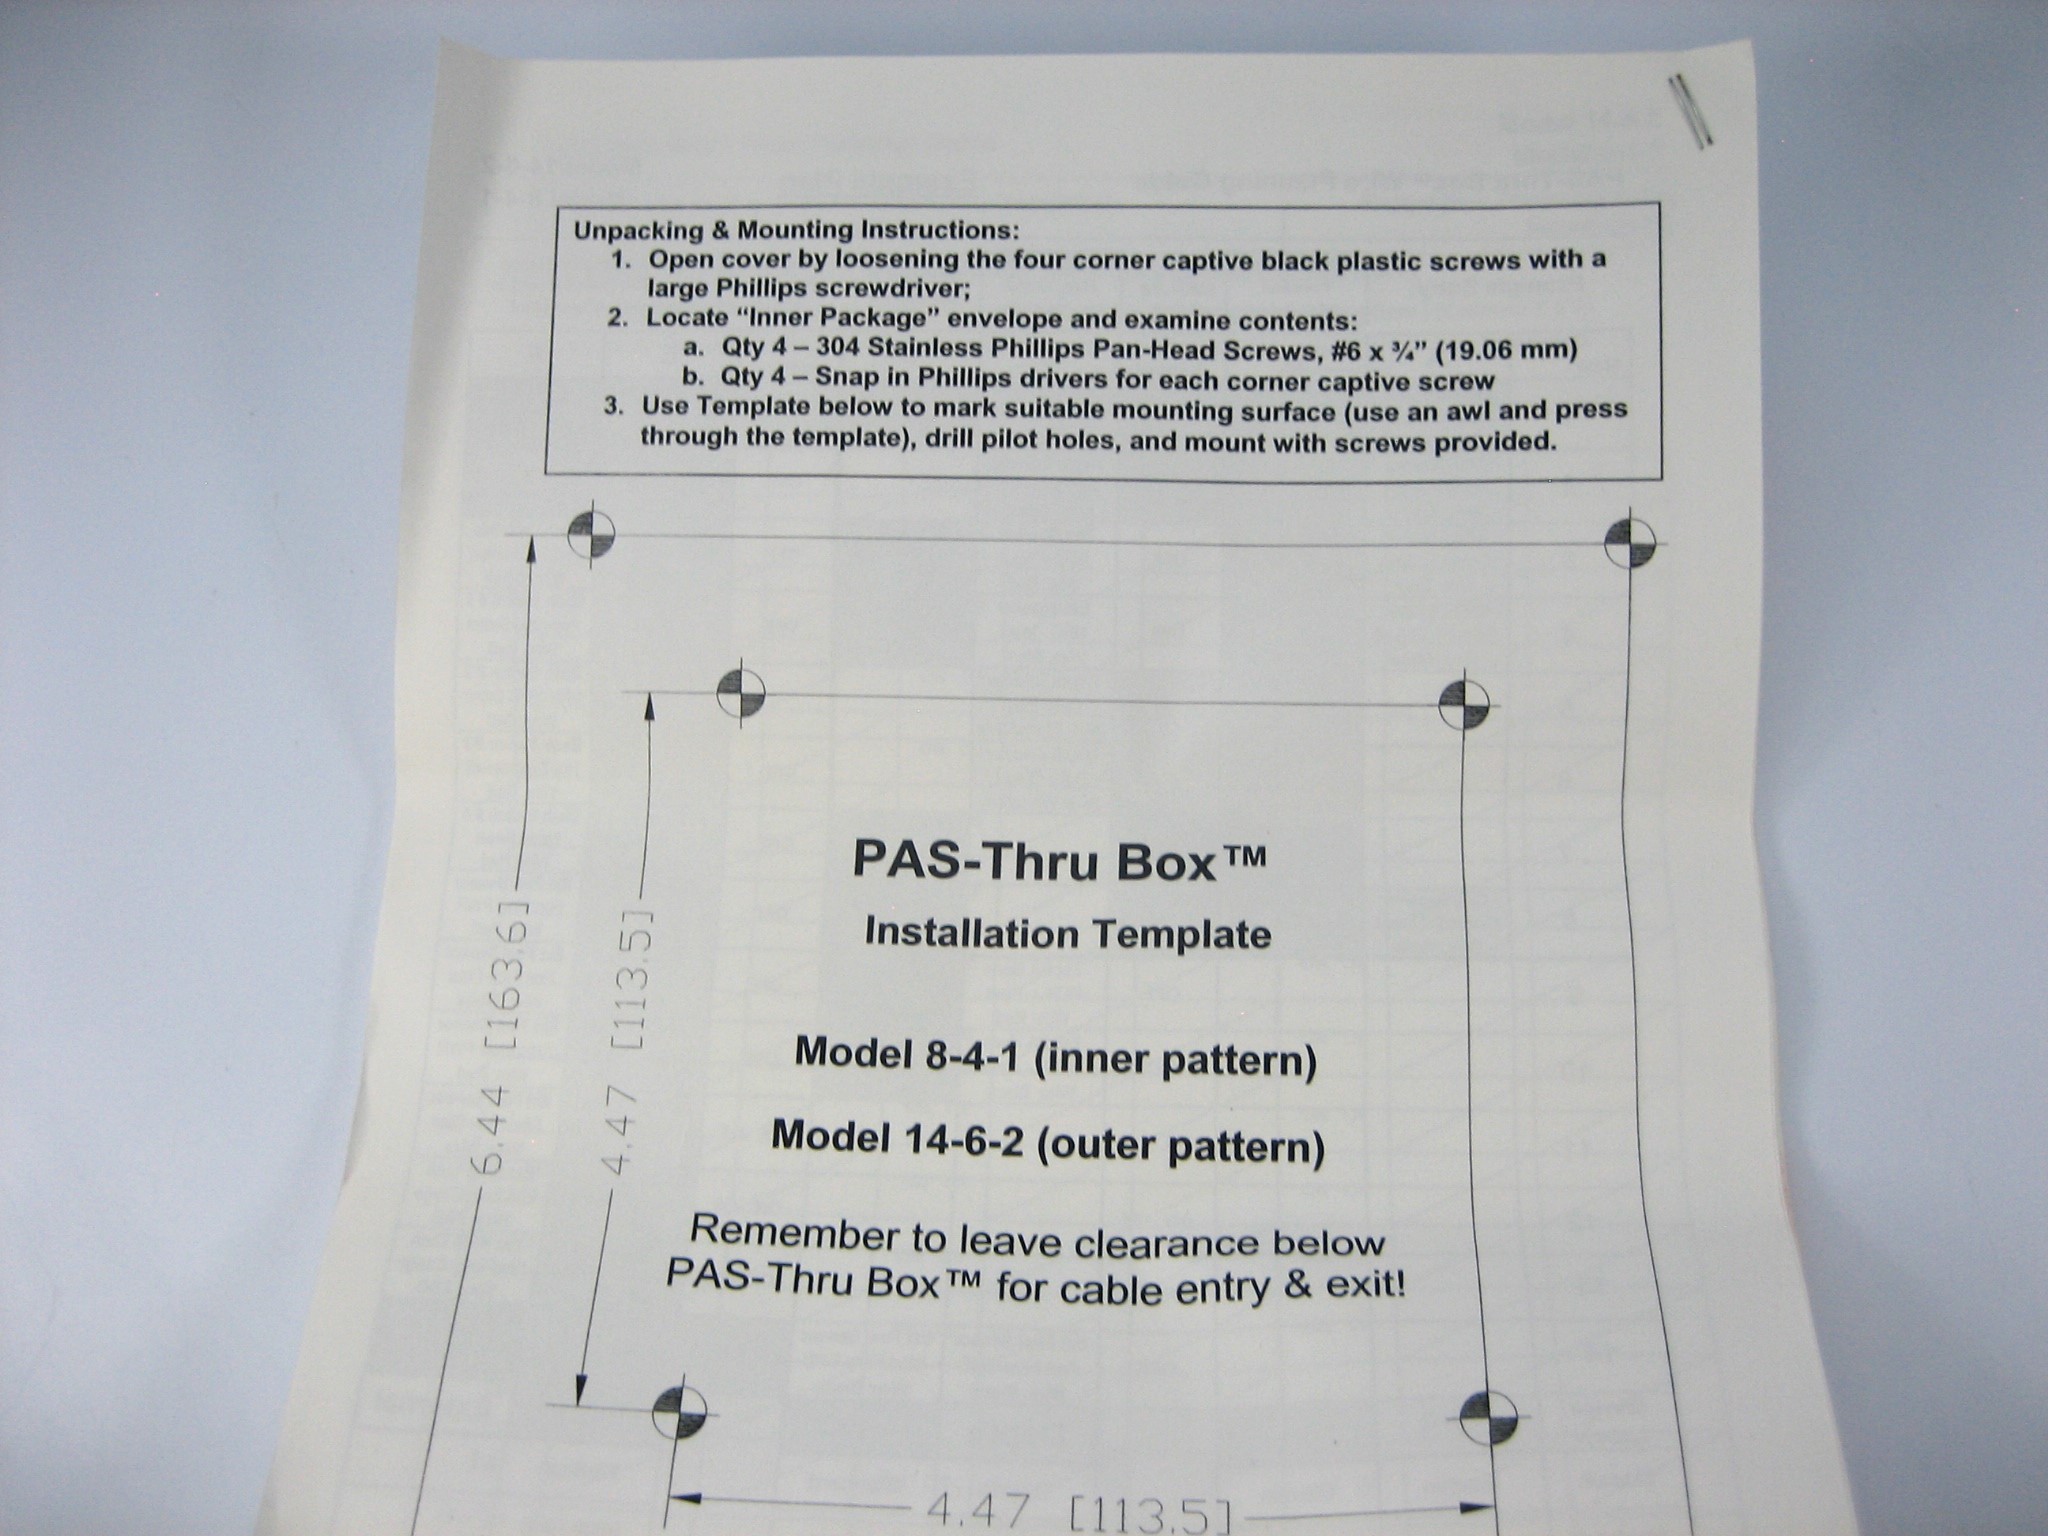 Unpacking & Mounting Instructions:
1. Open cover by loosening the four corner captive black plastic screws with a
large Phillips screwdriver;
2. Locate “Inner Package” envelope and examine contents:
a. Qty 4 – 304 Stainless Phillips Pan-Head Screws, #6 x ¾” (19.06 mm)
b. Qty 4 – Snap in Phillips drivers for each corner captive screw
3. Use Template below to mark suitable mounting surface (use an awl and press
through the template), drill pilot holes, and mount with screws provided.
6.44 [163.6]
4.47 [113.5]
PAS-Thru Box™
Installation Template
Model 8-4-1 (inner pattern)
Model 14-6-2 (outer pattern)
Remember to leave clearance below
PAS-Thru Box™ for cable entry & exit!
4.47 [113.5]